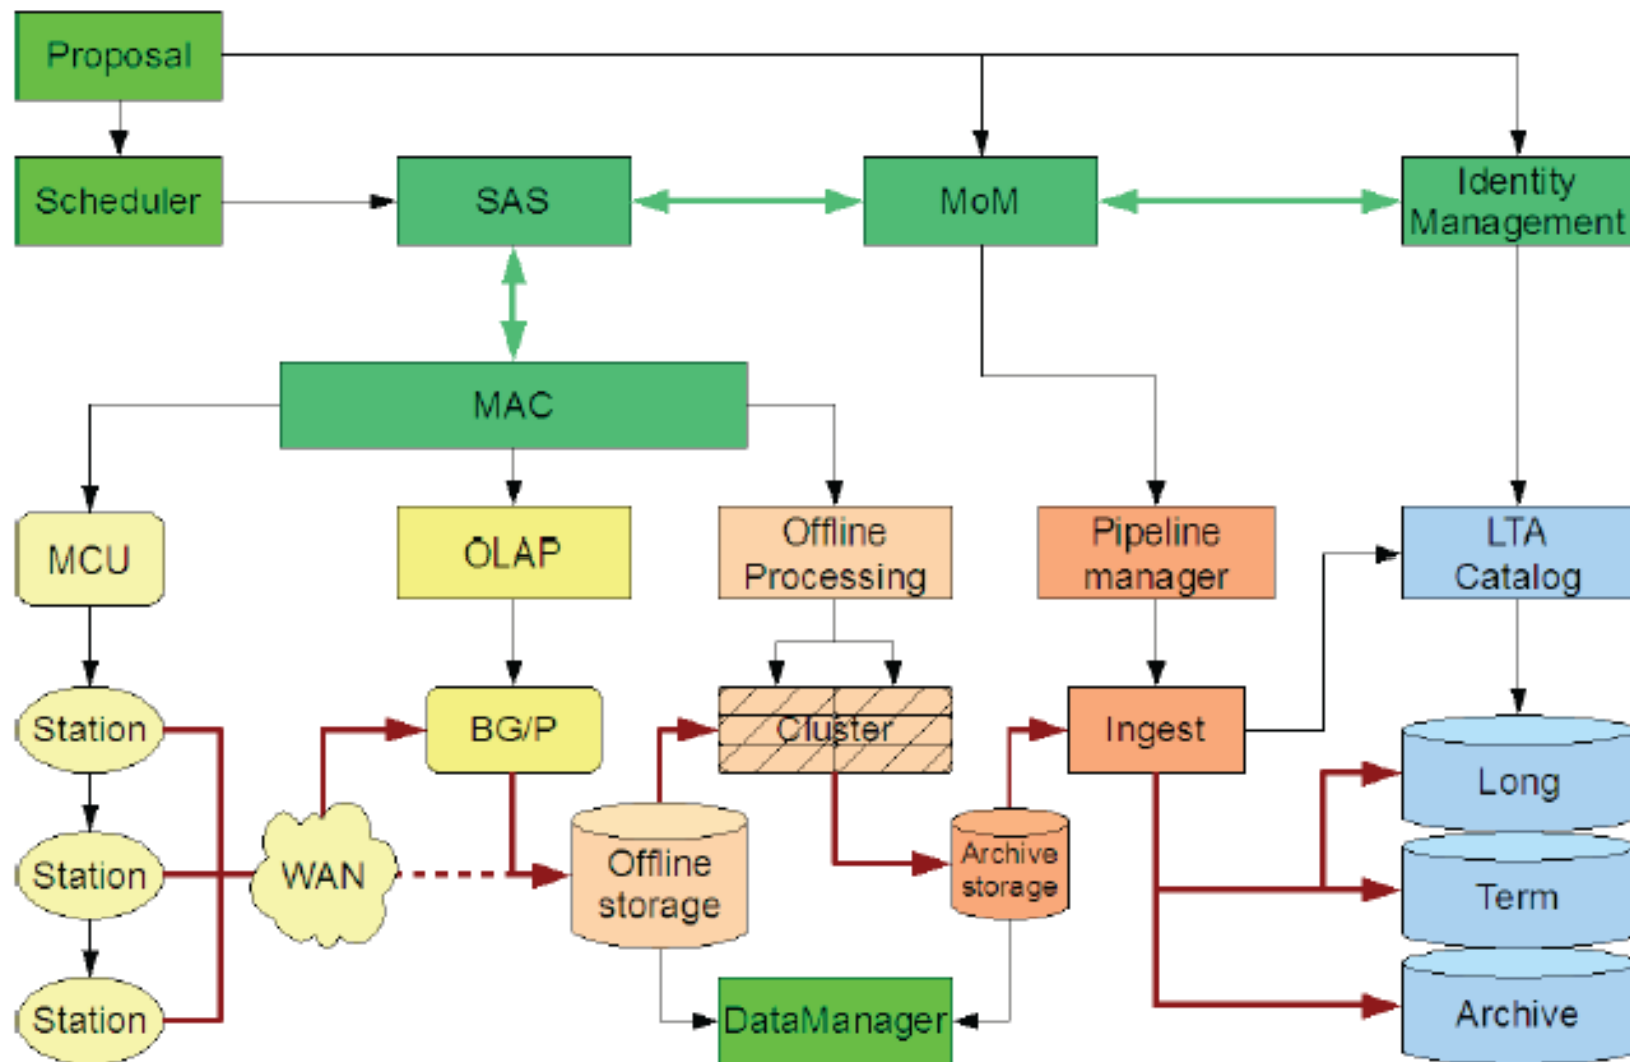 Proposal
Scheduler
SAS
MoM
Identity
Management
MAC
MCU
OLAP
Offline
Processing
Pipeline
manager
LTA
Catalog
Station
BG/P
Cluster
Ingest
Long
Station
WAN
Offline
storage
Archive
storage
Term
Station
DataManager
Archive